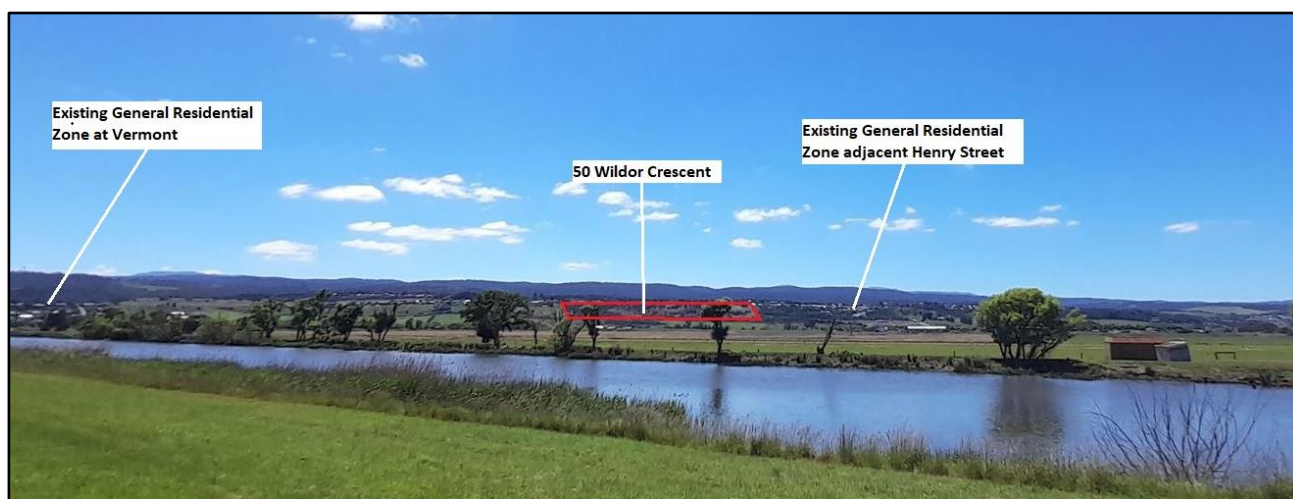 Existing General Residential
Zone at Vermont
50 Wildor Crescent
Existing General Residential
Zone adjacent Henry Street